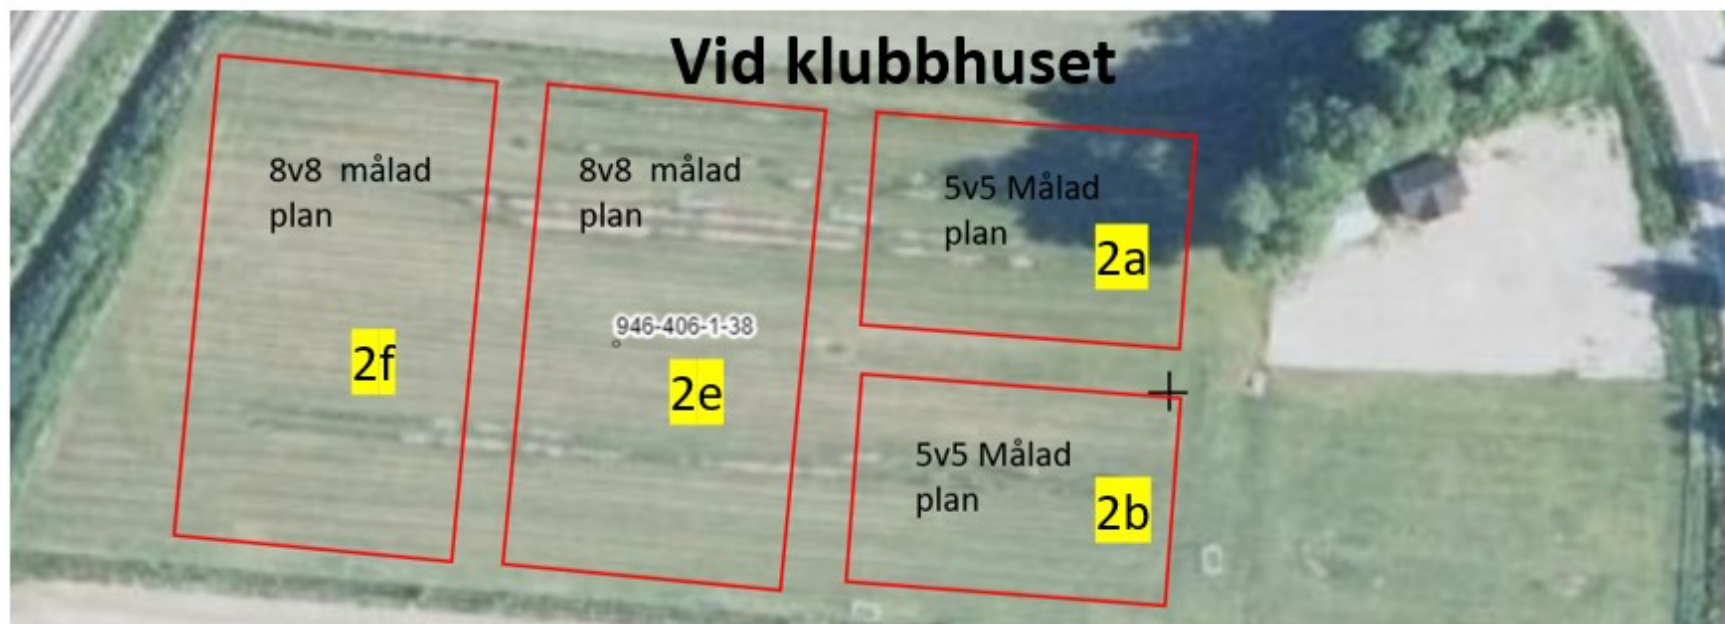 Vid klubbhuset
8v8 målad
plan
2f
8v8 målad
plan
946-406-1-38
2e
5v5 Målad
plan
2a
5v5 Målad
plan
2b